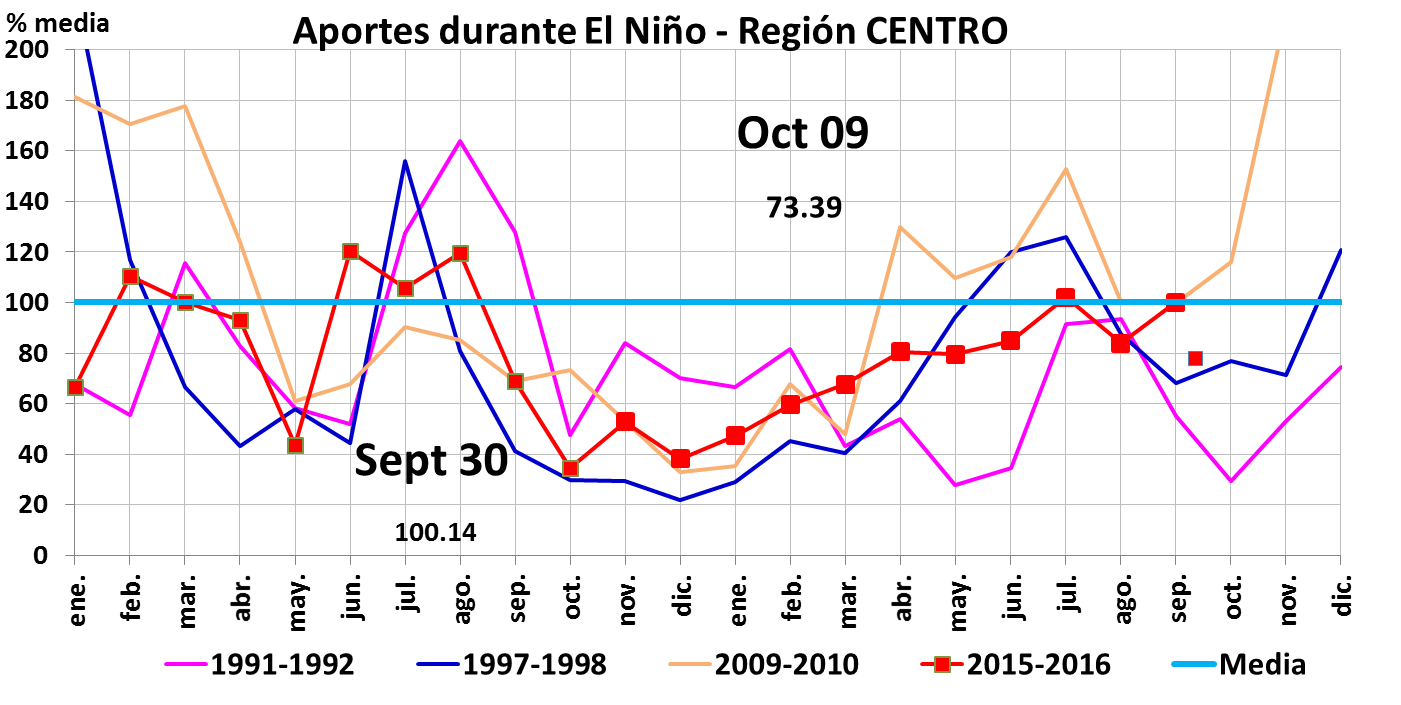 % media
Aportes durante El Niño - Región CENTRO
200
180
160
140
120
100
80
60
40
20
0
Oct 09
73.39
Sept 30
100.14
ene.
feb.
mar.
abr.
may.
jun.
jul.
ago.
sep.
oct.
nov.
dic.
ene.
feb.
mar.
abr.
may.
jun.
jul.
ago.
sep.
oct.
nov.
dic.
1991-1992
1997-1998
2009-2010
2015-2016
Media